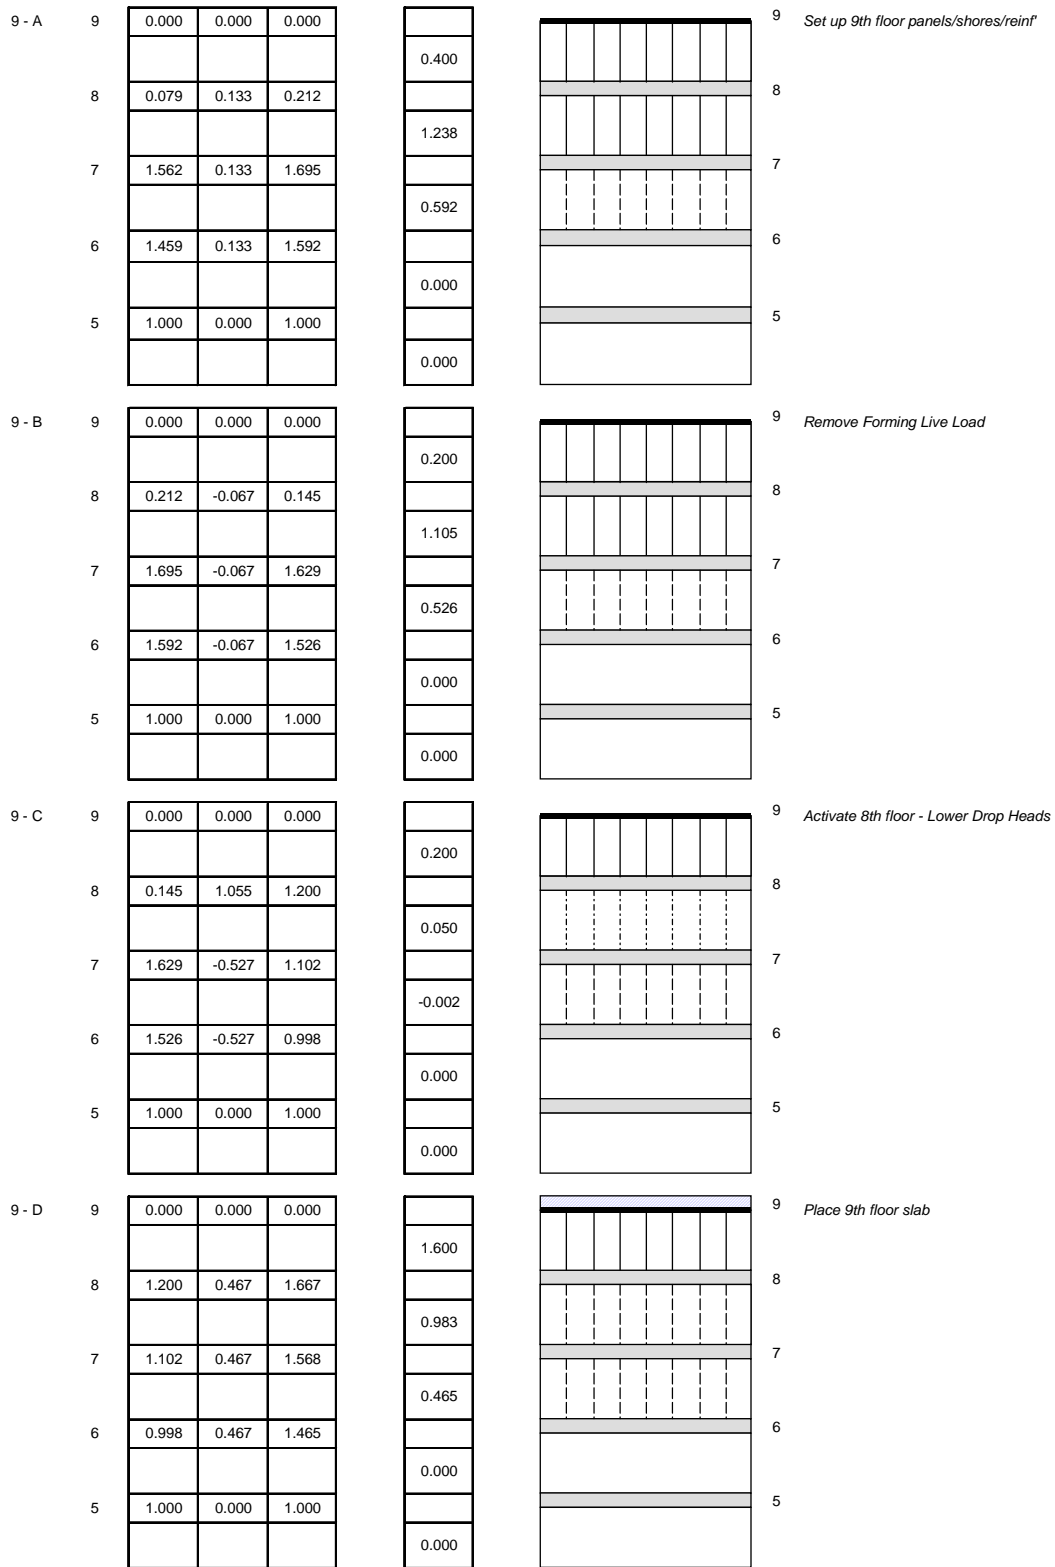 9 - A 9 0.000 0.000 0.000 9 Set up 9th floor panels/shores/reinf'
0.400
8 0.079 0.133 0.212 8
1.238
7 1.562 0.133 1.695 7
0.592
6 1.459 0.133 1.592 6
0.000
5 1.000 0.000 1.000 5
0.000
9 - B 9 0.000 0.000 0.000 9 Remove Forming Live Load
0.200
8 0.212 -0.067 0.145 8
1.105
7 1.695 -0.067 1.629 7
0.526
6 1.592 -0.067 1.526 6
0.000
5 1.000 0.000 1.000 5
0.000
9 - C 9 0.000 0.000 0.000 9 Activate 8th floor - Lower Drop Heads
0.200
8 0.145 1.055 1.200 8
0.050
7 1.629 -0.527 1.102 7
-0.002
6 1.526 -0.527 0.998 6
0.000
5 1.000 0.000 1.000 5
0.000
9 - D 9 0.000 0.000 0.000 9 Place 9th floor slab
1.600
8 1.200 0.467 1.667 8
0.983
7 1.102 0.467 1.568 7
0.465
6 0.998 0.467 1.465 6
0.000
5 1.000 0.000 1.000 5
0.000